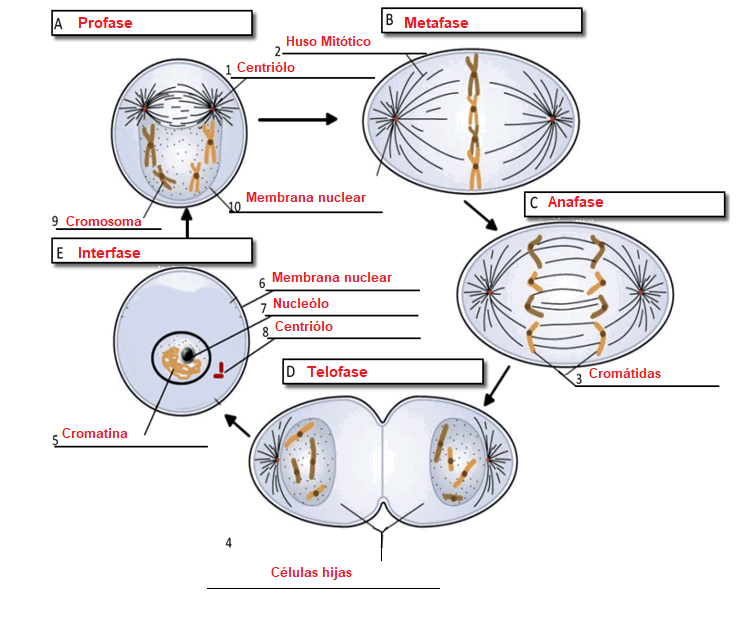 A Profase
B Metafase
2 Huso Mitótico
1 Centriólo
10 Membrana nuclear
9 Cromosoma
C Anafase
E Interfase
6 Membrana nuclear
7 Nucleólo
8 Centriólo
D Telofase
3 Cromátidas
5 Cromatina
4
Células hijas